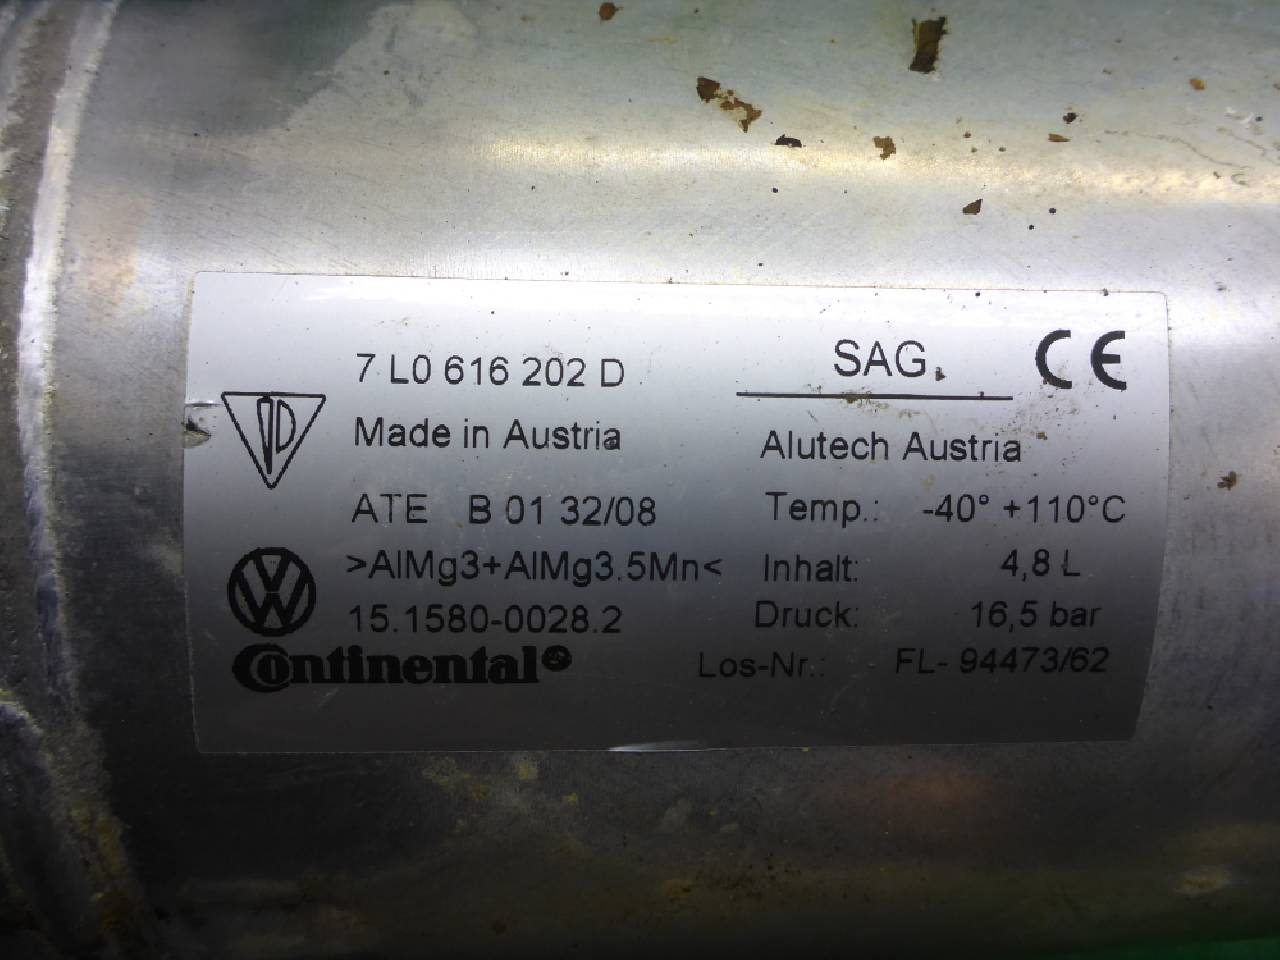 7 L0 616 202 D
Made in Austria
ATE B 01 32/08
>AlMg3+AlMg3.5Mn<
15.1580-0028.2
Continental
SAG CE
Alutech Austria
Temp.: -40° +110°C
Inhalt: 4,8 L
Druck: 16,5 bar
Los-Nr.: FL- 94473/62